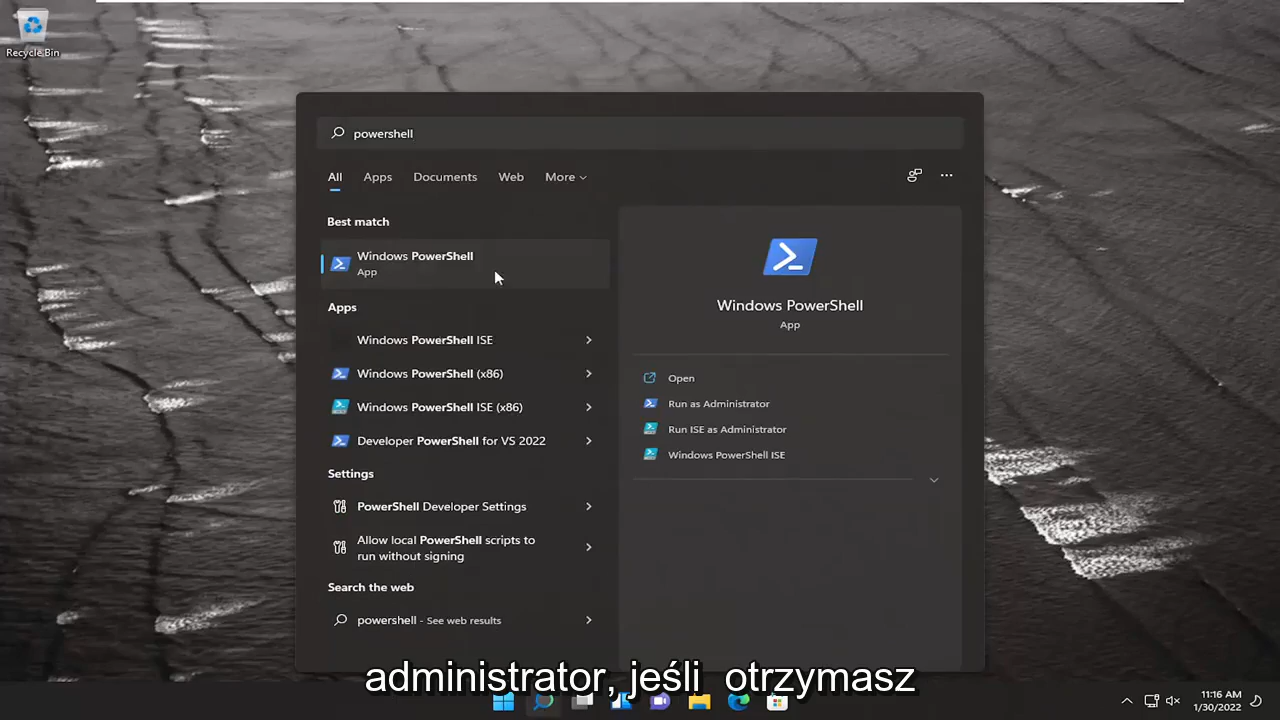 Recycle Bin
powershell
All Apps Documents Web More
Best match
Windows PowerShell
App
Apps
Windows PowerShell ISE
Windows PowerShell (x86)
Windows PowerShell ISE (x86)
Developer PowerShell for VS 2022
Settings
PowerShell Developer Settings
Allow local PowerShell scripts to
run without signing
Search the web
powershell - See web results
Windows PowerShell
App
Open
Run as Administrator
Run ISE as Administrator
Windows PowerShell ISE
administrator, jeśli otrzymasz
11:16 AM
1/30/2022